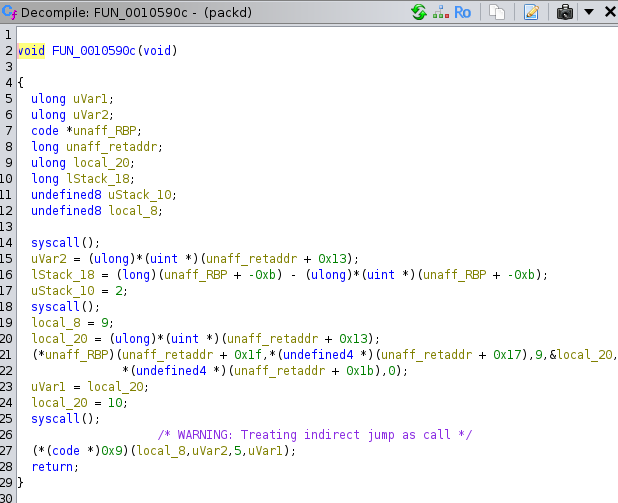 Decompile: FUN_0010590c - (packd)
Ro
1
2 void FUN_0010590c(void)
3
4 {
5 ulong uVar1;
6 ulong uVar2;
7 code *unaff_RBP;
8 long unaff_retaddr;
9 ulong local_20;
10 long lStack_18;
11 undefined8 uStack_10;
12 undefined8 local_8;
13
14 syscall();
15 uVar2 = (ulong)*(uint *)(unaff_retaddr + 0x13);
16 lStack_18 = (long)(unaff_RBP + -0xb) - (ulong)*(uint *)(unaff_RBP + -0xb);
17 uStack_10 = 2;
18 syscall();
19 local_8 = 9;
20 local_20 = (ulong)*(uint *)(unaff_retaddr + 0x13);
21 (*unaff_RBP)(unaff_retaddr + 0x1f,*(undefined4 *)(unaff_retaddr + 0x17),9,&local_20,
22 *(undefined4 *)(unaff_retaddr + 0x1b),0);
23 uVar1 = local_20;
24 local_20 = 10;
25 syscall();
26 /* WARNING: Treating indirect jump as call */
27 (*(code *)0x9)(local_8,uVar2,5,uVar1);
28 return;
29 }
30